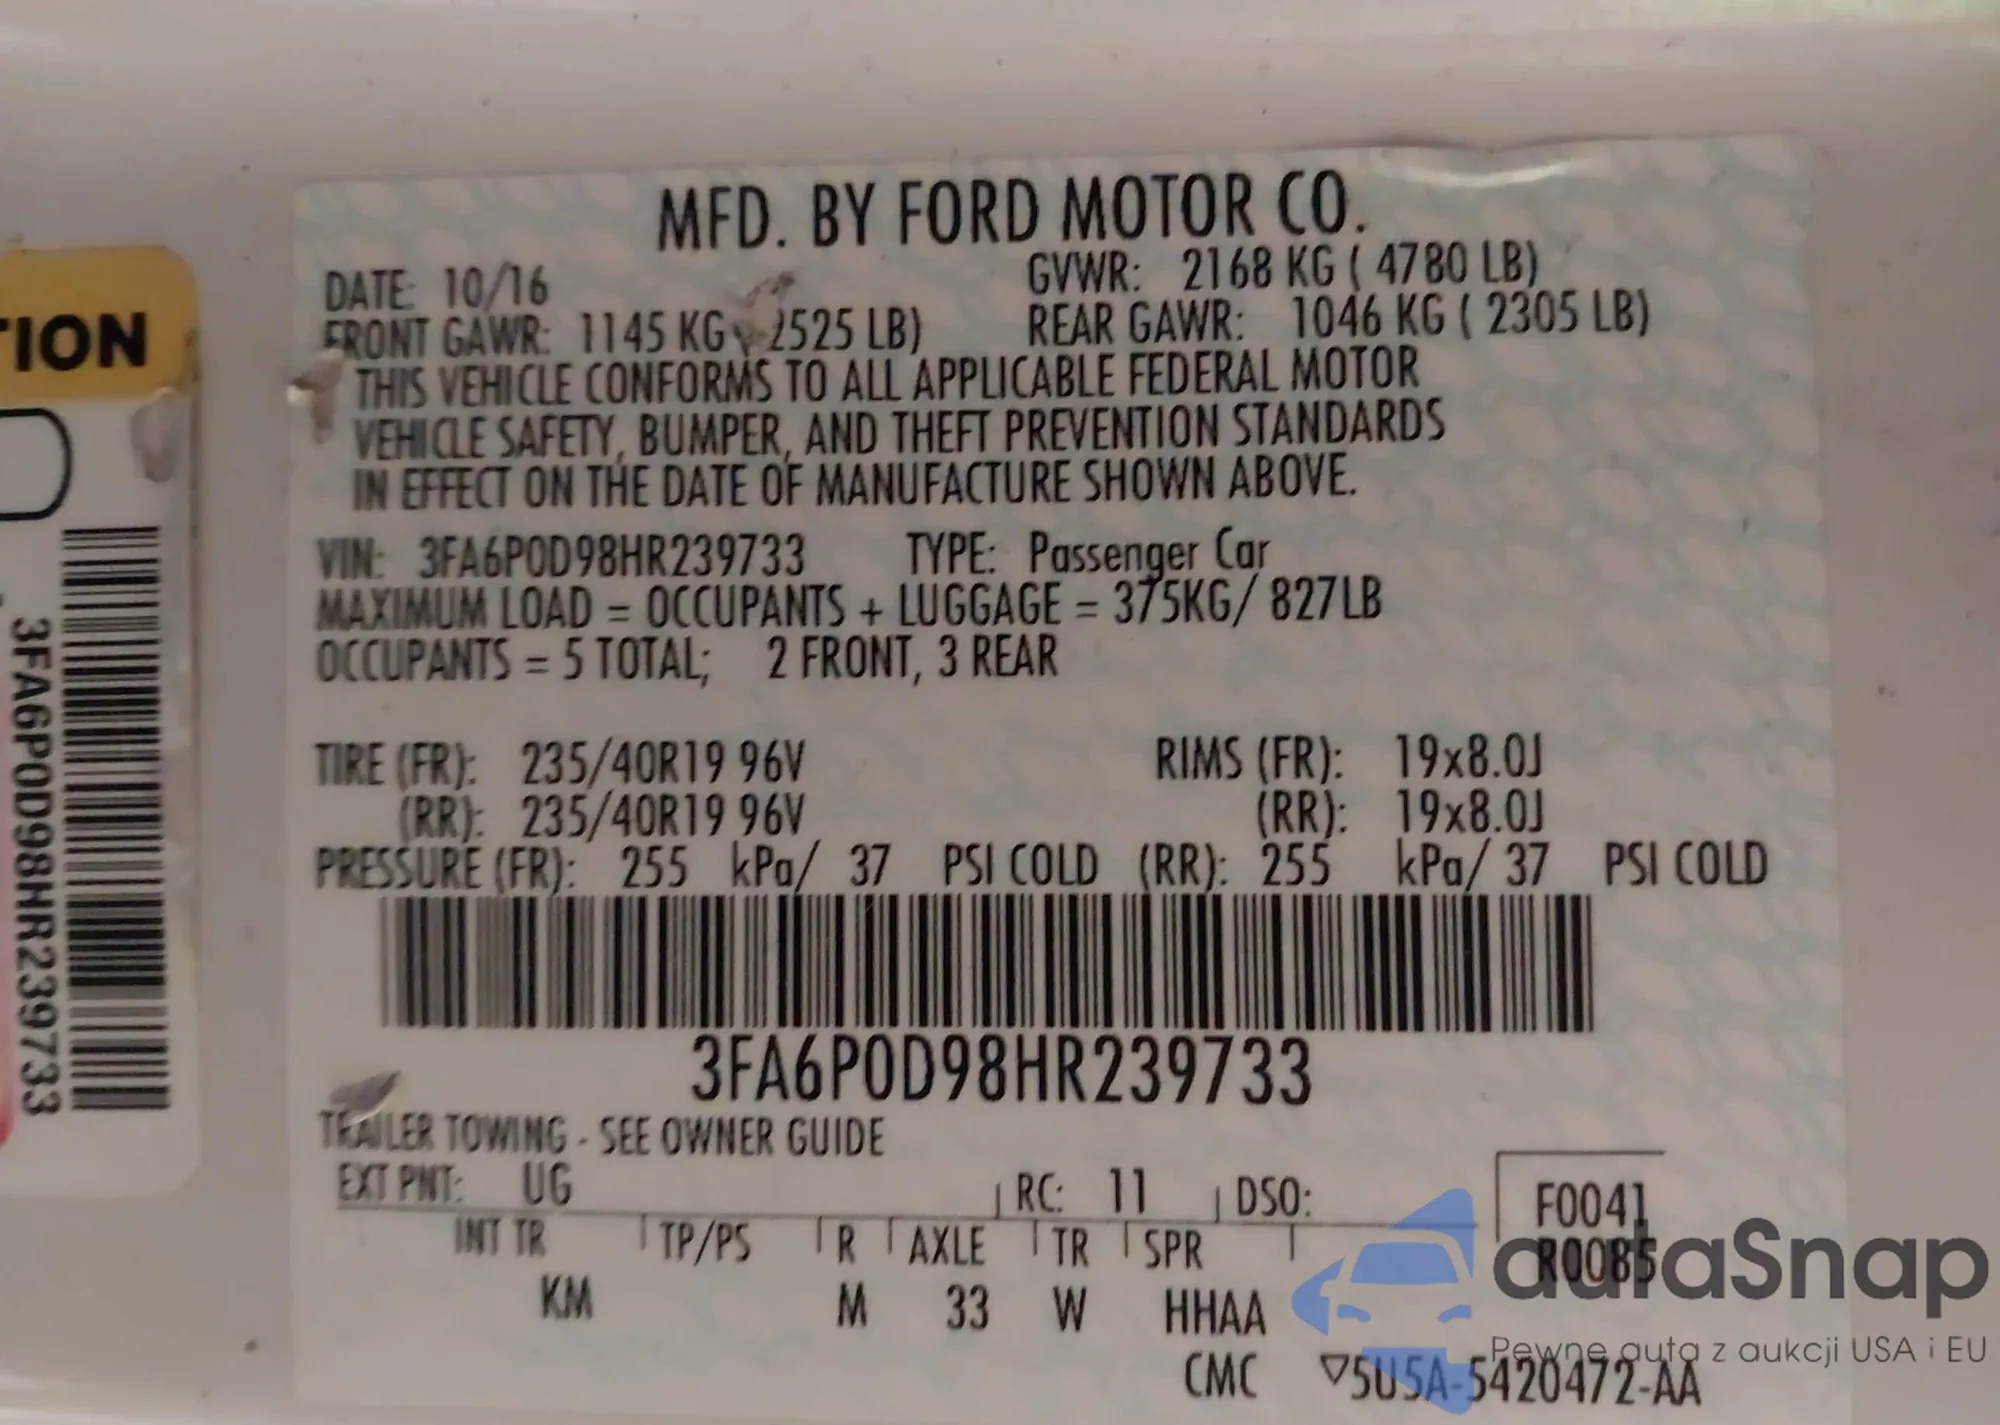 TION
3FA6P0D98HR239733
MFD. BY FORD MOTOR CO.
DATE: 10/16 GVWR: 2168 KG ( 4780 LB)
FRONT GAWR: 1145 KG ( 2525 LB) REAR GAWR: 1046 KG ( 2305 LB)
THIS VEHICLE CONFORMS TO ALL APPLICABLE FEDERAL MOTOR
VEHICLE SAFETY, BUMPER, AND THEFT PREVENTION STANDARDS
IN EFFECT ON THE DATE OF MANUFACTURE SHOWN ABOVE.
VIN: 3FA6P0D98HR239733 TYPE: Passenger Car
MAXIMUM LOAD = OCCUPANTS + LUGGAGE = 375KG/ 827LB
OCCUPANTS = 5 TOTAL; 2 FRONT, 3 REAR
TIRE (FR): 235/40R19 96V RIMS (FR): 19x8.0J
(RR): 235/40R19 96V (RR): 19x8.0J
PRESSURE (FR): 255 kPa/ 37 PSI COLD (RR): 255 kPa/ 37 PSI COLD
3FA6P0D98HR239733
TRAILER TOWING - SEE OWNER GUIDE
EXT PNT: UG RC: 11 DSO: F0041
R0085
INT TR TP/PS R AXLE TR SPR
KM M 33 W HHAA
CMC ▽5U5A-5420472-AA
autaSnap
Pewne auta z aukcji USA i EU